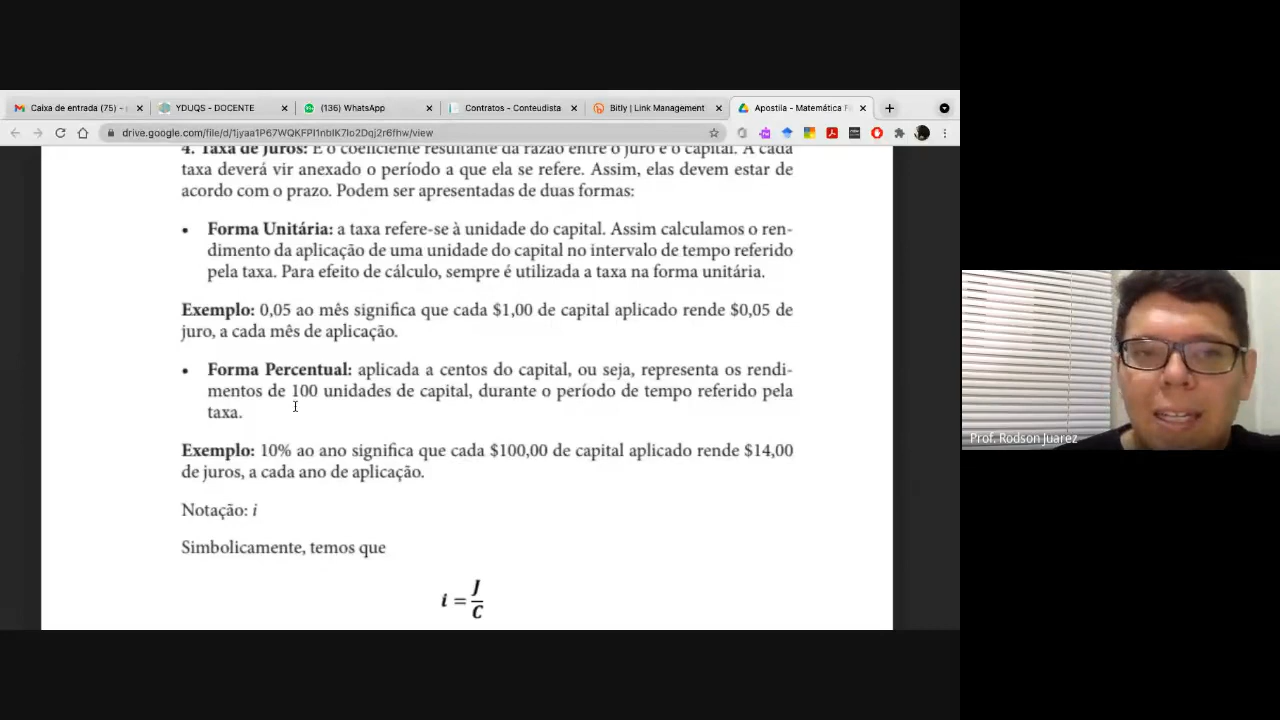 Caixa de entrada (75) -
YDUQS - DOCENTE
(136) WhatsApp
Contratos - Conteudista
Bitly | Link Management
Apostila - Matemática F
drive.google.com/file/d/1jyaa1P67WQKFPI1nbIK7Io2Dqj2r6fhw/view
4. Taxa de Juros: É o coeficiente resultante da razão entre o juro e o capital. A cada
taxa deverá vir anexado o período a que ela se refere. Assim, elas devem estar de
acordo com o prazo. Podem ser apresentadas de duas formas:
• Forma Unitária: a taxa refere-se à unidade do capital. Assim calculamos o ren-
dimento da aplicação de uma unidade do capital no intervalo de tempo referido
pela taxa. Para efeito de cálculo, sempre é utilizada a taxa na forma unitária.
Exemplo: 0,05 ao mês significa que cada $1,00 de capital aplicado rende $0,05 de
juro, a cada mês de aplicação.
• Forma Percentual: aplicada a centos do capital, ou seja, representa os rendi-
mentos de 100 unidades de capital, durante o período de tempo referido pela
taxa.
Exemplo: 10% ao ano significa que cada $100,00 de capital aplicado rende $14,00
de juros, a cada ano de aplicação.
Notação: i
Simbolicamente, temos que
i = J/C
Prof. Rodson Juarez